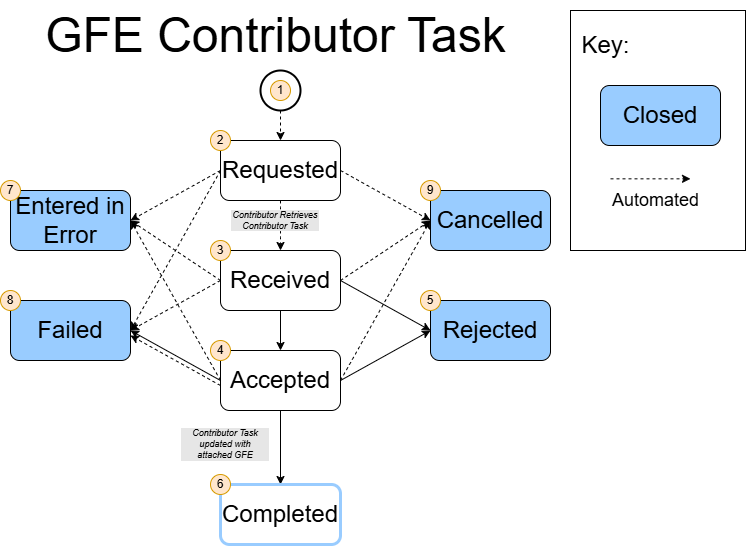 GFE Contributor Task
Key:
Closed
Automated
1
2
Requested
7
Entered in
Error
9
Cancelled
Contributor Retrieves
Contributor Task
3
Received
8
Failed
5
Rejected
4
Accepted
Contributor Task
updated with
attached GFE
6
Completed